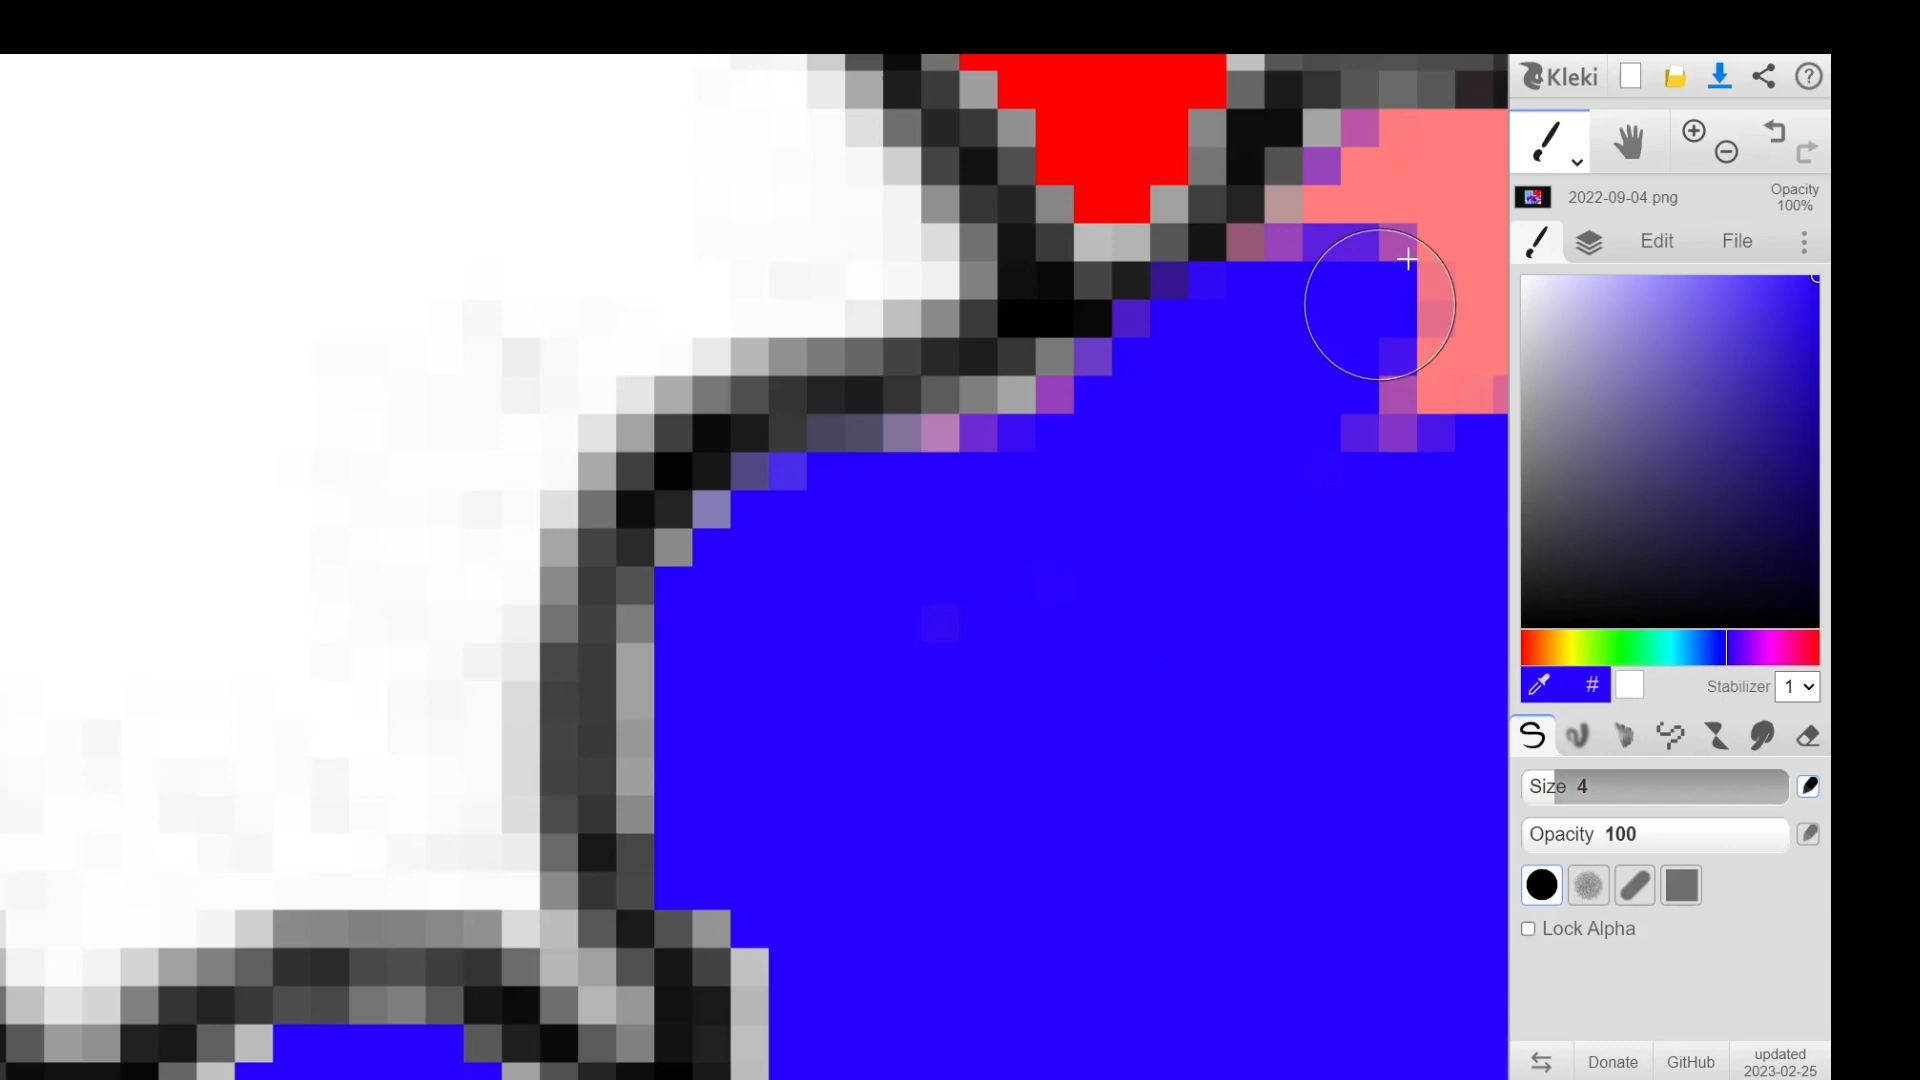 Kleki
2022-09-04.png
Opacity
100%
Edit
File
#
Stabilizer
1
Size 4
Opacity 100
Lock Alpha
Donate
GitHub
updated
2023-02-25